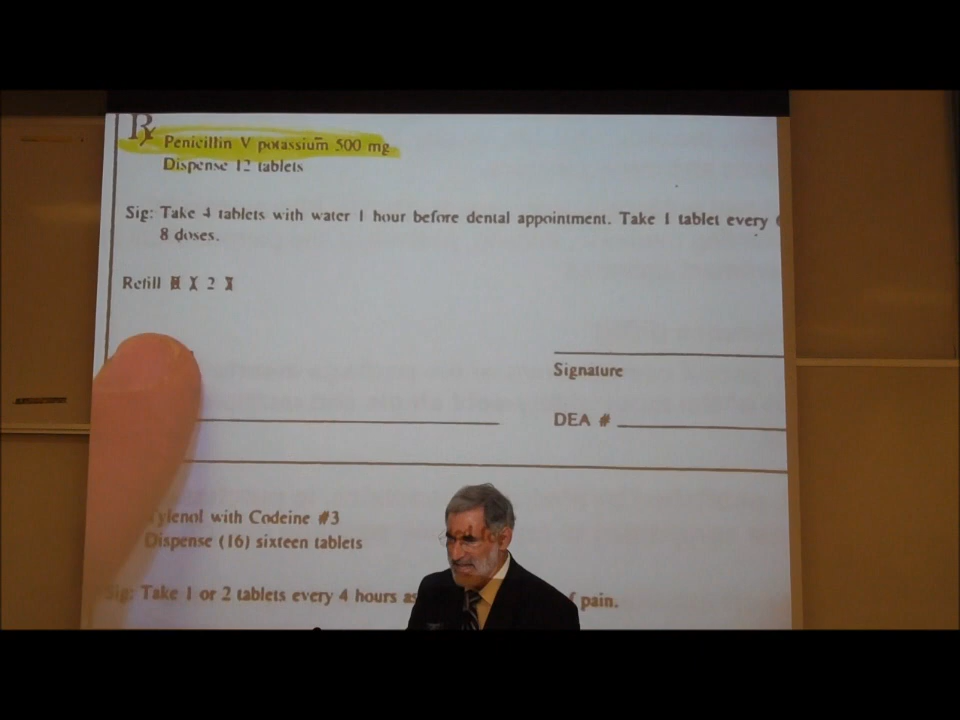 Rx
Penicillin V potassium 500 mg
Dispense 12 tablets
Sig: Take 4 tablets with water 1 hour before dental appointment. Take 1 tablet every
8 doses.
Refill X 2 X
Signature
DEA #
Tylenol with Codeine #3
Dispense (16) sixteen tablets
Sig: Take 1 or 2 tablets every 4 hours as pain.